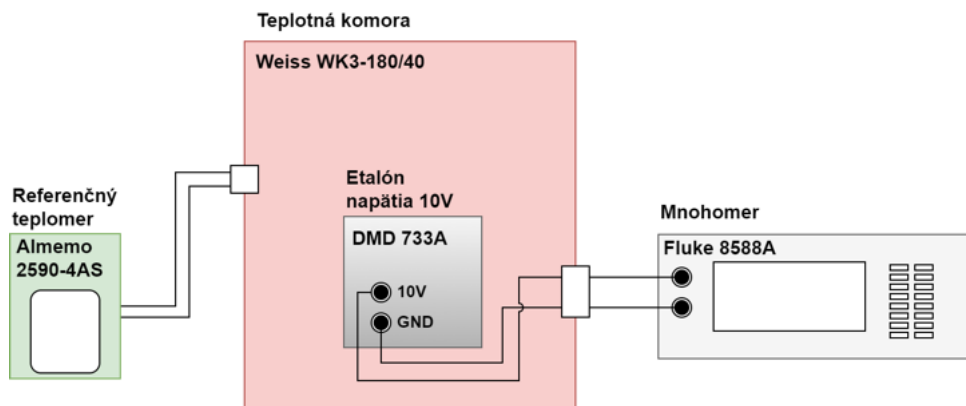 Teplotná komora
Weiss WK3-180/40
Referenčný
teplomer
Almemo
2590-4AS
Etalón
napätia 10V
DMD 733A
10V
GND
Mnohomer
Fluke 8588A